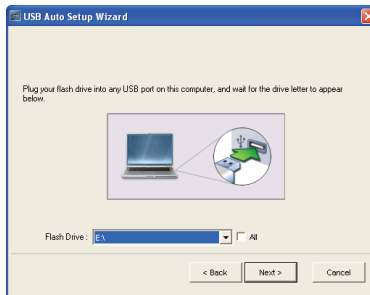 USB Auto Setup Wizard
Plug your flash drive into any USB port on this computer, and wait for the drive letter to appear
below.
Flash Drive : E:\ All
< Back Next > Cancel